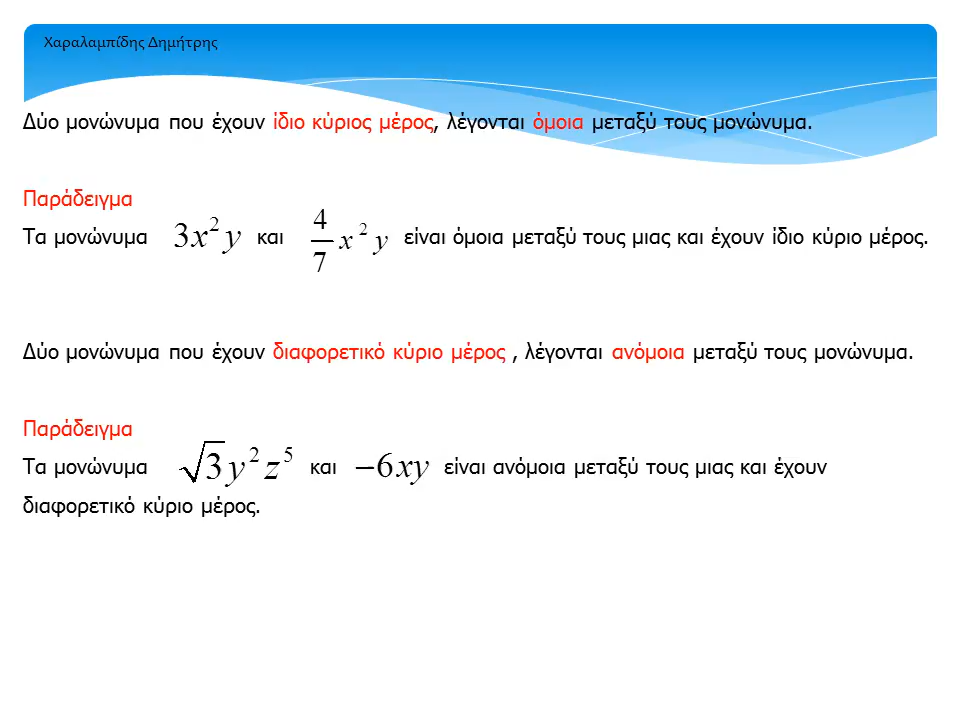 Χαραλαμπίδης Δημήτρης
Δύο μονώνυμα που έχουν ίδιο κύριος μέρος, λέγονται όμοια μεταξύ τους μονώνυμα.
Παράδειγμα
Τα μονώνυμα 3x²y και 4/7 x²y είναι όμοια μεταξύ τους μιας και έχουν ίδιο κύριο μέρος.
Δύο μονώνυμα που έχουν διαφορετικό κύριο μέρος , λέγονται ανόμοια μεταξύ τους μονώνυμα.
Παράδειγμα
Τα μονώνυμα √3y²z⁵ και −6xy είναι ανόμοια μεταξύ τους μιας και έχουν
διαφορετικό κύριο μέρος.